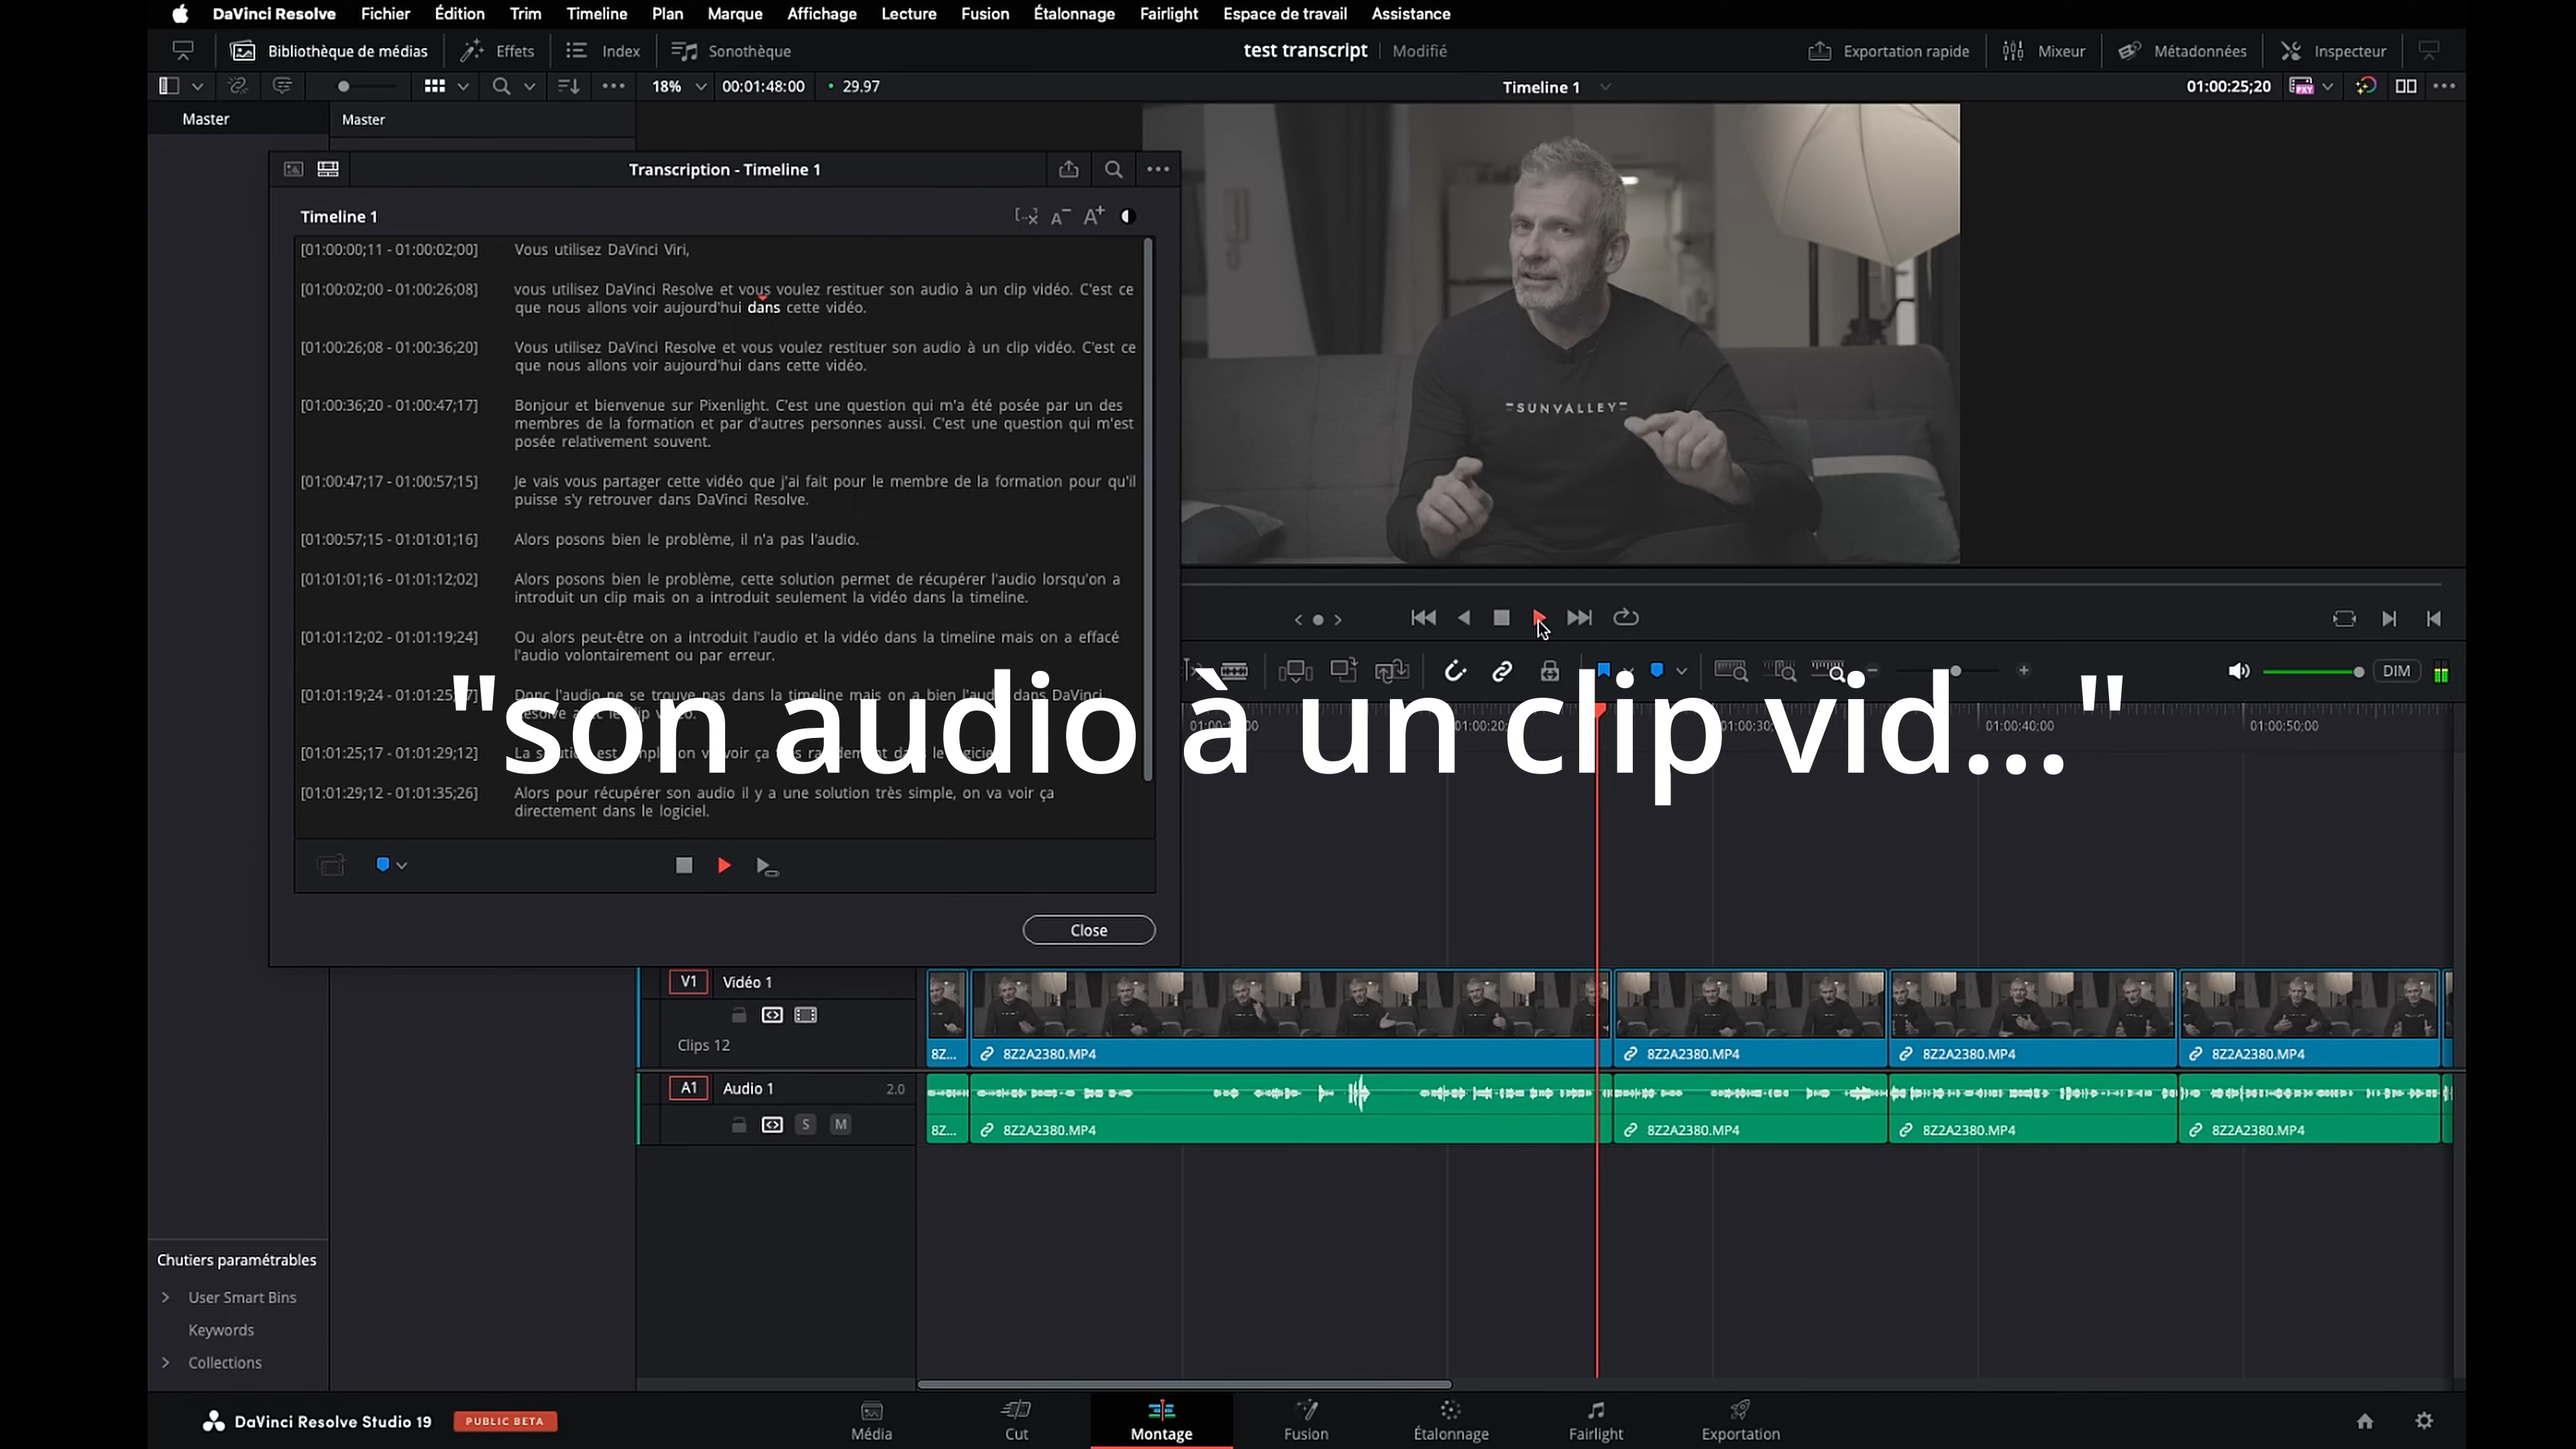 DaVinci Resolve Fichier Édition Trim Timeline Plan Marque Affichage Lecture Fusion Étalonnage Fairlight Espace de travail Assistance
Bibliothèque de médias Effets Index Sonothèque test transcript Modifié Exportation rapide Mixeur Métadonnées Inspecteur
18% 00:01:48:00 29.97 Timeline 1 01:00:25;20
Master Master
Transcription - Timeline 1
Timeline 1
[01:00:00;11 - 01:00:02;00] Vous utilisez DaVinci Viri,
[01:00:02;00 - 01:00:26;08] vous utilisez DaVinci Resolve et vous voulez restituer son audio à un clip vidéo. C'est ce
que nous allons voir aujourd'hui dans cette vidéo.
[01:00:26;08 - 01:00:36;20] Vous utilisez DaVinci Resolve et vous voulez restituer son audio à un clip vidéo. C'est ce
que nous allons voir aujourd'hui dans cette vidéo.
[01:00:36;20 - 01:00:47;17] Bonjour et bienvenue sur Pixenlight. C'est une question qui m'a été posée par un des
membres de la formation et par d'autres personnes aussi. C'est une question qui m'est
posée relativement souvent.
[01:00:47;17 - 01:00:57;15] Je vais vous partager cette vidéo que j'ai fait pour le membre de la formation pour qu'il
puisse s'y retrouver dans DaVinci Resolve.
[01:00:57;15 - 01:01:01;16] Alors posons bien le problème, il n'a pas l'audio.
[01:01:01;16 - 01:01:12;02] Alors posons bien le problème, cette solution permet de récupérer l'audio lorsqu'on a
introduit un clip mais on a introduit seulement la vidéo dans la timeline.
[01:01:12;02 - 01:01:19;24] Ou alors peut-être on a introduit l'audio et la vidéo dans la timeline mais on a effacé
l'audio volontairement ou par erreur.
[01:01:19;24 - 01:01:25; Donc l'audio ne se trouve pas dans la timeline mais on a bien l'audio dans DaVinci
"son audio à un clip vid..."
[01:01:25;17 - 01:01:29;12] La
[01:01:29;12 - 01:01:35;26] Alors pour récupérer son audio il y a une solution très simple, on va voir ça
directement dans le logiciel.
Close
SUNVALLEY
DIM
01:00:20 01:00:30; 01:00:40;00 01:00:50;00
V1 Vidéo 1
Clips 12
8Z... 8Z2A2380.MP4 8Z2A2380.MP4 8Z2A2380.MP4 8Z2A2380.MP4
A1 Audio 1 2.0
S M
8Z... 8Z2A2380.MP4 8Z2A2380.MP4 8Z2A2380.MP4 8Z2A2380.MP4
Chutiers paramétrables
User Smart Bins
Keywords
Collections
DaVinci Resolve Studio 19 PUBLIC BETA
Média Cut Montage Fusion Étalonnage Fairlight Exportation